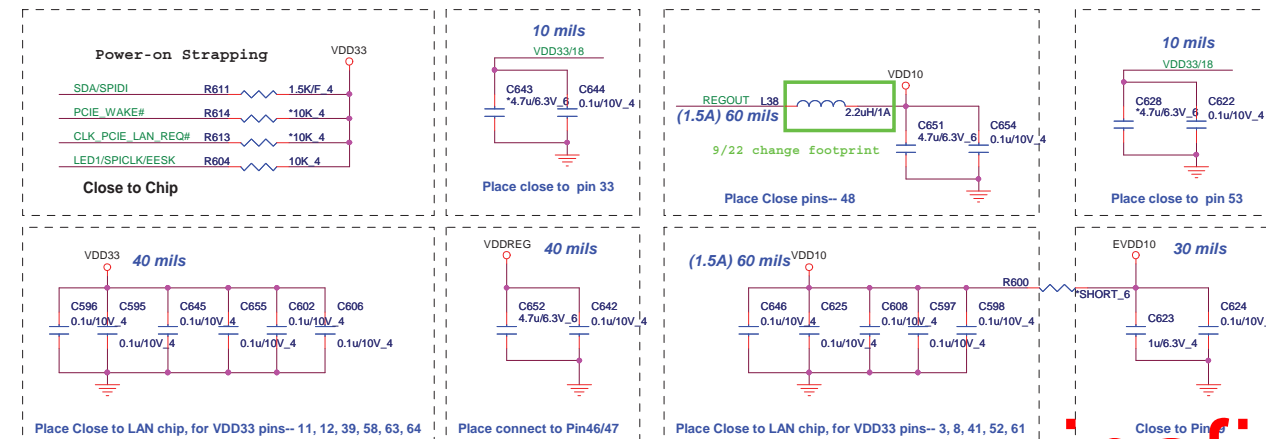 Power-on Strapping
VDD33
SDA/SPIDI R611 1.5K/F_4
PCIE_WAKE# R614 *10K_4
CLK_PCIE_LAN_REQ# R613 *10K_4
LED1/SPICLK/EESK R604 10K_4
Close to Chip
10 mils
VDD33/18
C643
*4.7u/6.3V_6
C644
0.1u/10V_4
Place close to pin 33
VDD10
REGOUT L38
2.2uH/1A
(1.5A) 60 mils
9/22 change footprint
C651
4.7u/6.3V_6
C654
0.1u/10V_4
Place Close pins-- 48
10 mils
VDD33/18
C628
*4.7u/6.3V_6
C622
0.1u/10V_4
Place close to pin 53
VDD33
40 mils
C596
0.1u/10V_4
C595
0.1u/10V_4
C645
0.1u/10V_4
C655
0.1u/10V_4
C602
0.1u/10V_4
C606
0.1u/10V_4
Place Close to LAN chip, for VDD33 pins-- 11, 12, 39, 58, 63, 64
VDDREG
40 mils
C652
4.7u/6.3V_6
C642
0.1u/10V_4
Place connect to Pin46/47
(1.5A) 60 mils
VDD10
C646
0.1u/10V_4
C625
0.1u/10V_4
C608
0.1u/10V_4
C597
0.1u/10V_4
C598
0.1u/10V_4
R600
*SHORT_6
Place Close to LAN chip, for VDD33 pins-- 3, 8, 41, 52, 61
EVDD10
30 mils
C623
1u/6.3V_4
C624
0.1u/10V
Close to